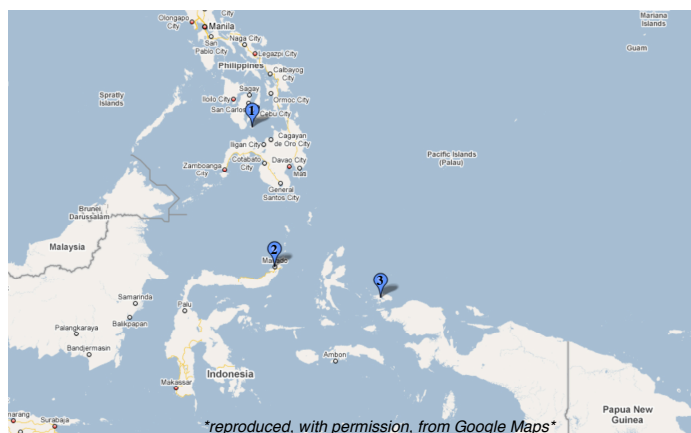 City
Olongapo
City
Manila
San
Pablo City
Naga City
Legazpi City
Philippines
Calbayog
City
Mariana
Islands
Guam
Spratly
Islands
Sagay
Iloilo City
Ormoc City
San Carlos
Cebu City
1
Iligan City
Cagayan
de Oro City
Cotabato
City
Davao City
Mati
Zamboanga
City
General
Santos City
Pacific Islands
(Palau)
Brunei
Darussalam
Malaysia
2
3
Samarinda
Palu
Balikpapan
Palangkaraya
Bandjermasin
Ambon
Indonesia
Makassar
Surabaja
Papua New
Guinea
*reproduced, with permission, from Google Maps*